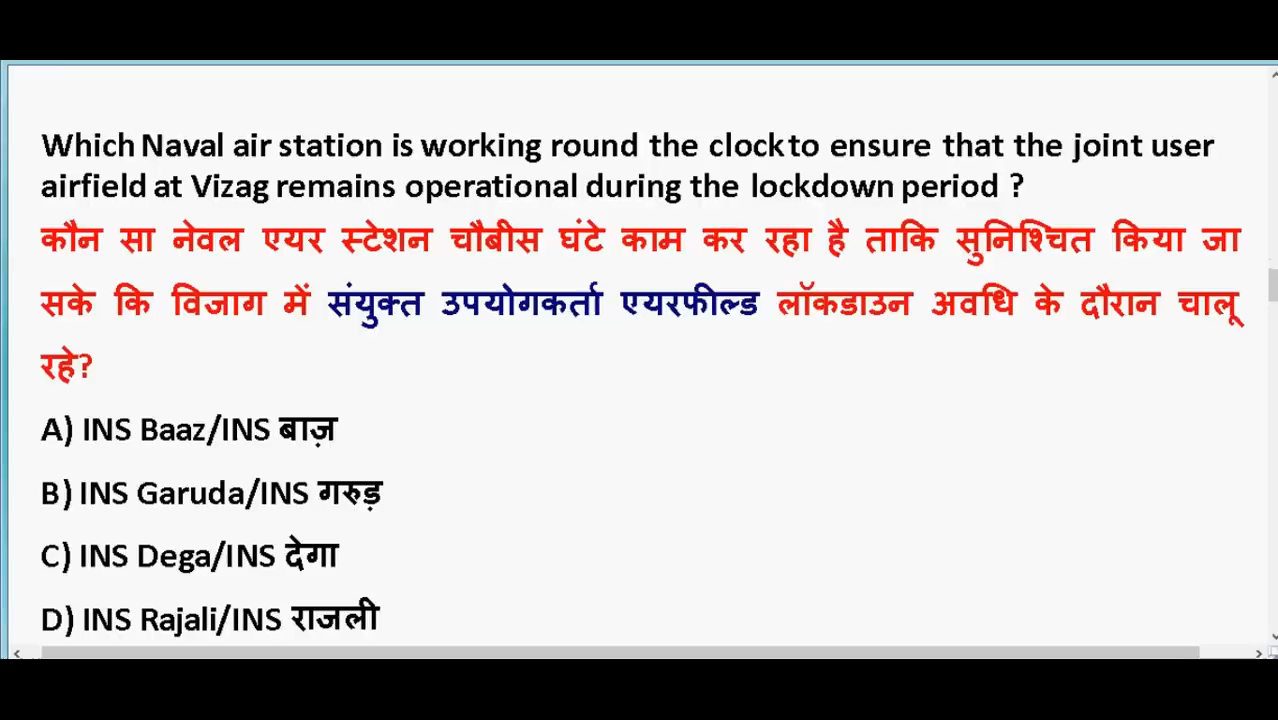 Which Naval air station is working round the clock to ensure that the joint user
airfield at Vizag remains operational during the lockdown period ?
कौन सा नेवल एयर स्टेशन चौबीस घंटे काम कर रहा है ताकि सुनिश्चित किया जा
सके कि विजाग में संयुक्त उपयोगकर्ता एयरफील्ड लॉकडाउन अवधि के दौरान चालू
रहे?
A) INS Baaz/INS बाज़
B) INS Garuda/INS गरुड़
C) INS Dega/INS देगा
D) INS Rajali/INS राजली